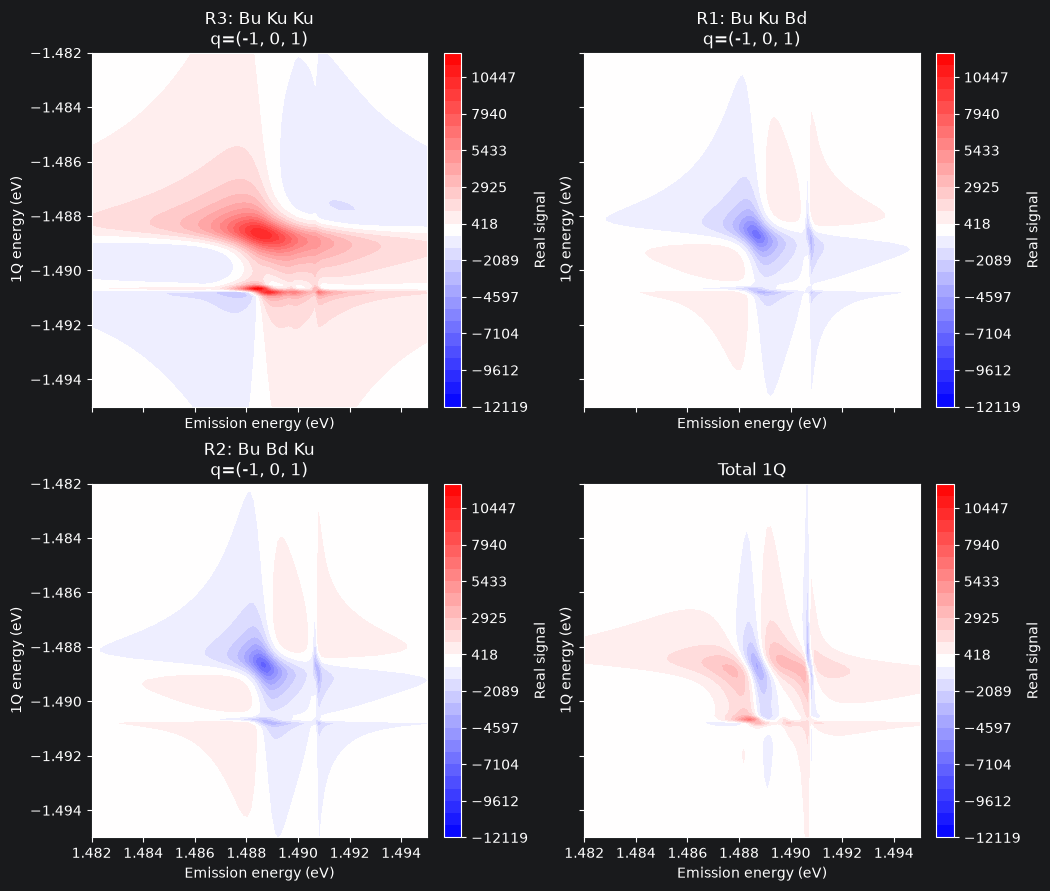 R3: Bu Ku Ku
q=(-1, 0, 1)
R1: Bu Ku Bd
q=(-1, 0, 1)
1Q energy (eV)
−1.482
−1.484
−1.486
−1.488
−1.490
−1.492
−1.494
Emission energy (eV)
10447
7940
5433
2925
418
−2089
−4597
−7104
−9612
−12119
Real signal
1Q energy (eV)
Emission energy (eV)
10447
7940
5433
2925
418
−2089
−4597
−7104
−9612
−12119
Real signal
R2: Bu Bd Ku
q=(-1, 0, 1)
Total 1Q
1Q energy (eV)
−1.482
−1.484
−1.486
−1.488
−1.490
−1.492
−1.494
1.482 1.484 1.486 1.488 1.490 1.492 1.494
Emission energy (eV)
10447
7940
5433
2925
418
−2089
−4597
−7104
−9612
−12119
Real signal
1Q energy (eV)
1.482 1.484 1.486 1.488 1.490 1.492 1.494
Emission energy (eV)
10447
7940
5433
2925
418
−2089
−4597
−7104
−9612
−12119
Real signal